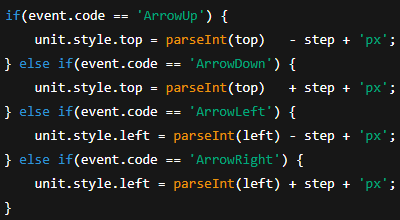 if(event.code == 'ArrowUp') {
    unit.style.top = parseInt(top)   - step + 'px';
} else if(event.code == 'ArrowDown') {
    unit.style.top = parseInt(top)   + step + 'px';
} else if(event.code == 'ArrowLeft') {
    unit.style.left = parseInt(left) - step + 'px';
} else if(event.code == 'ArrowRight') {
    unit.style.left = parseInt(left) + step + 'px';
}